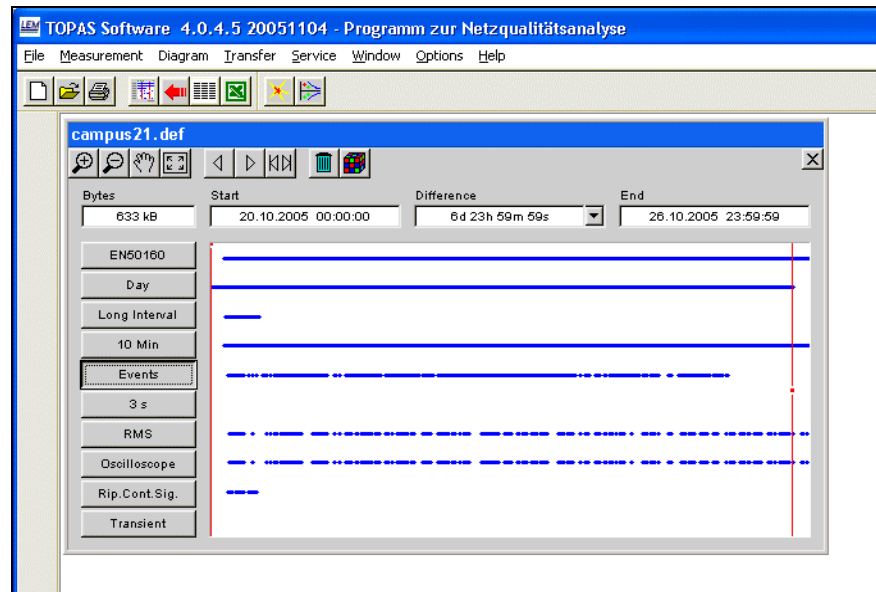 LEM TOPAS Software 4.0.4.5 20051104 - Programm zur Netzqualitätsanalyse
File Measurement Diagram Transfer Service Window Options Help
campus21.def
Bytes Start Difference End
633 kB 20.10.2005 00:00:00 6d 23h 59m 59s 26.10.2005 23:59:59
EN50160
Day
Long Interval
10 Min
Events
3 s
RMS
Oscilloscope
Rip.Cont.Sig.
Transient